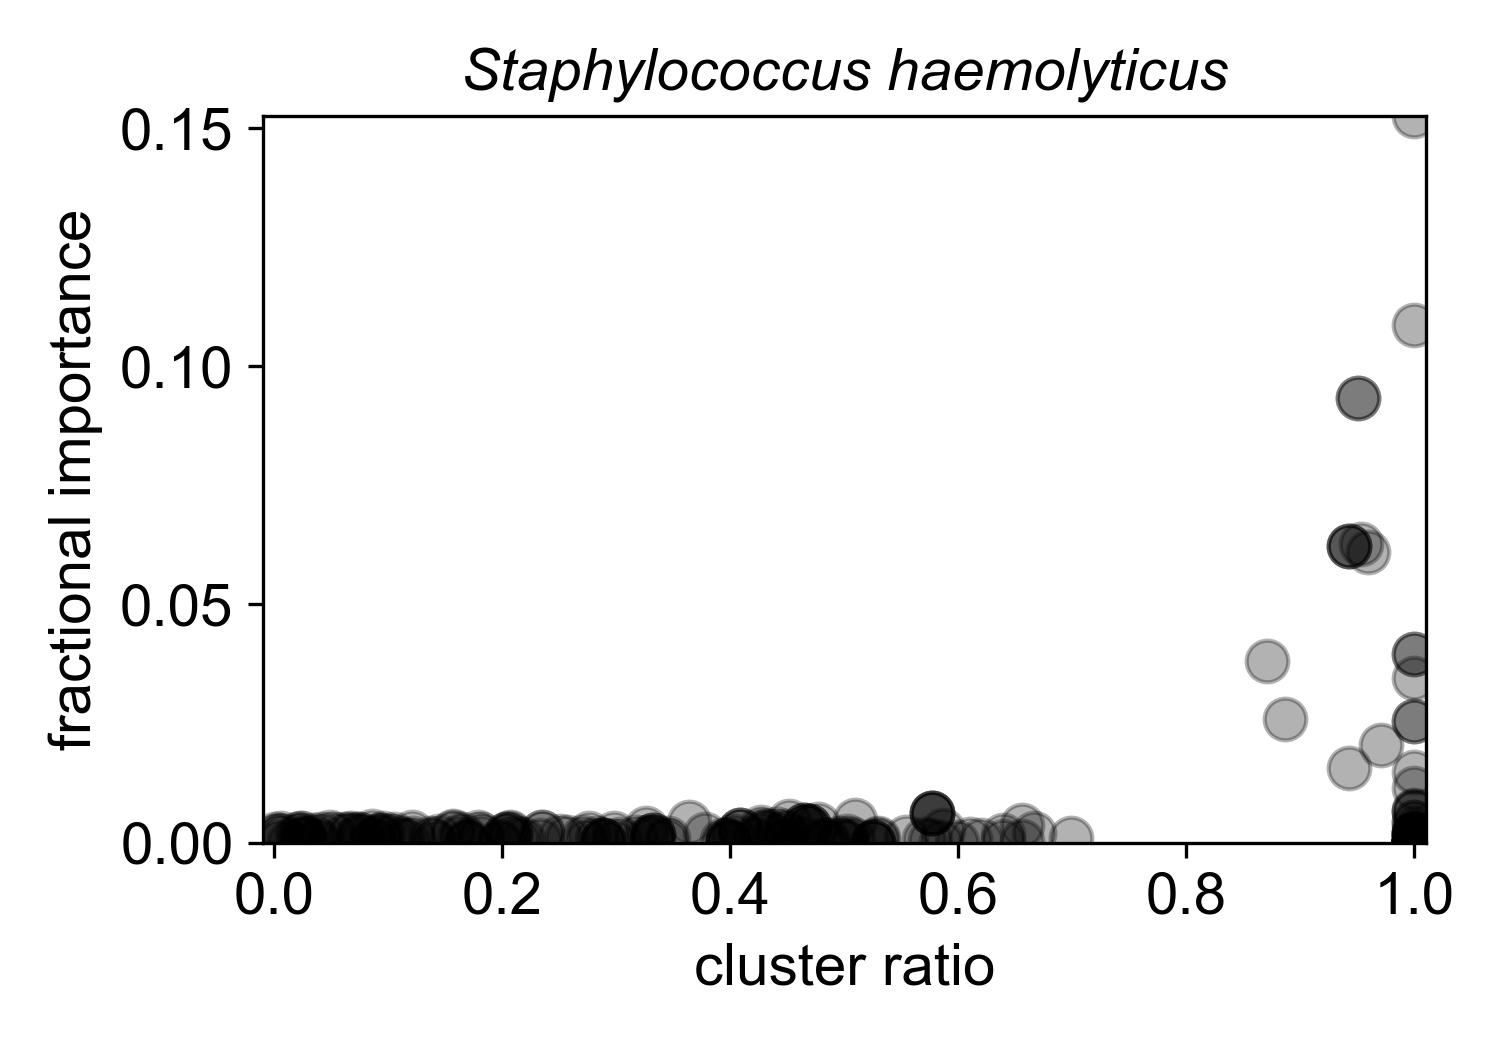 Staphylococcus haemolyticus
0.15
0.10
0.05
0.00
fractional importance
0.0 0.2 0.4 0.6 0.8 1.0
cluster ratio